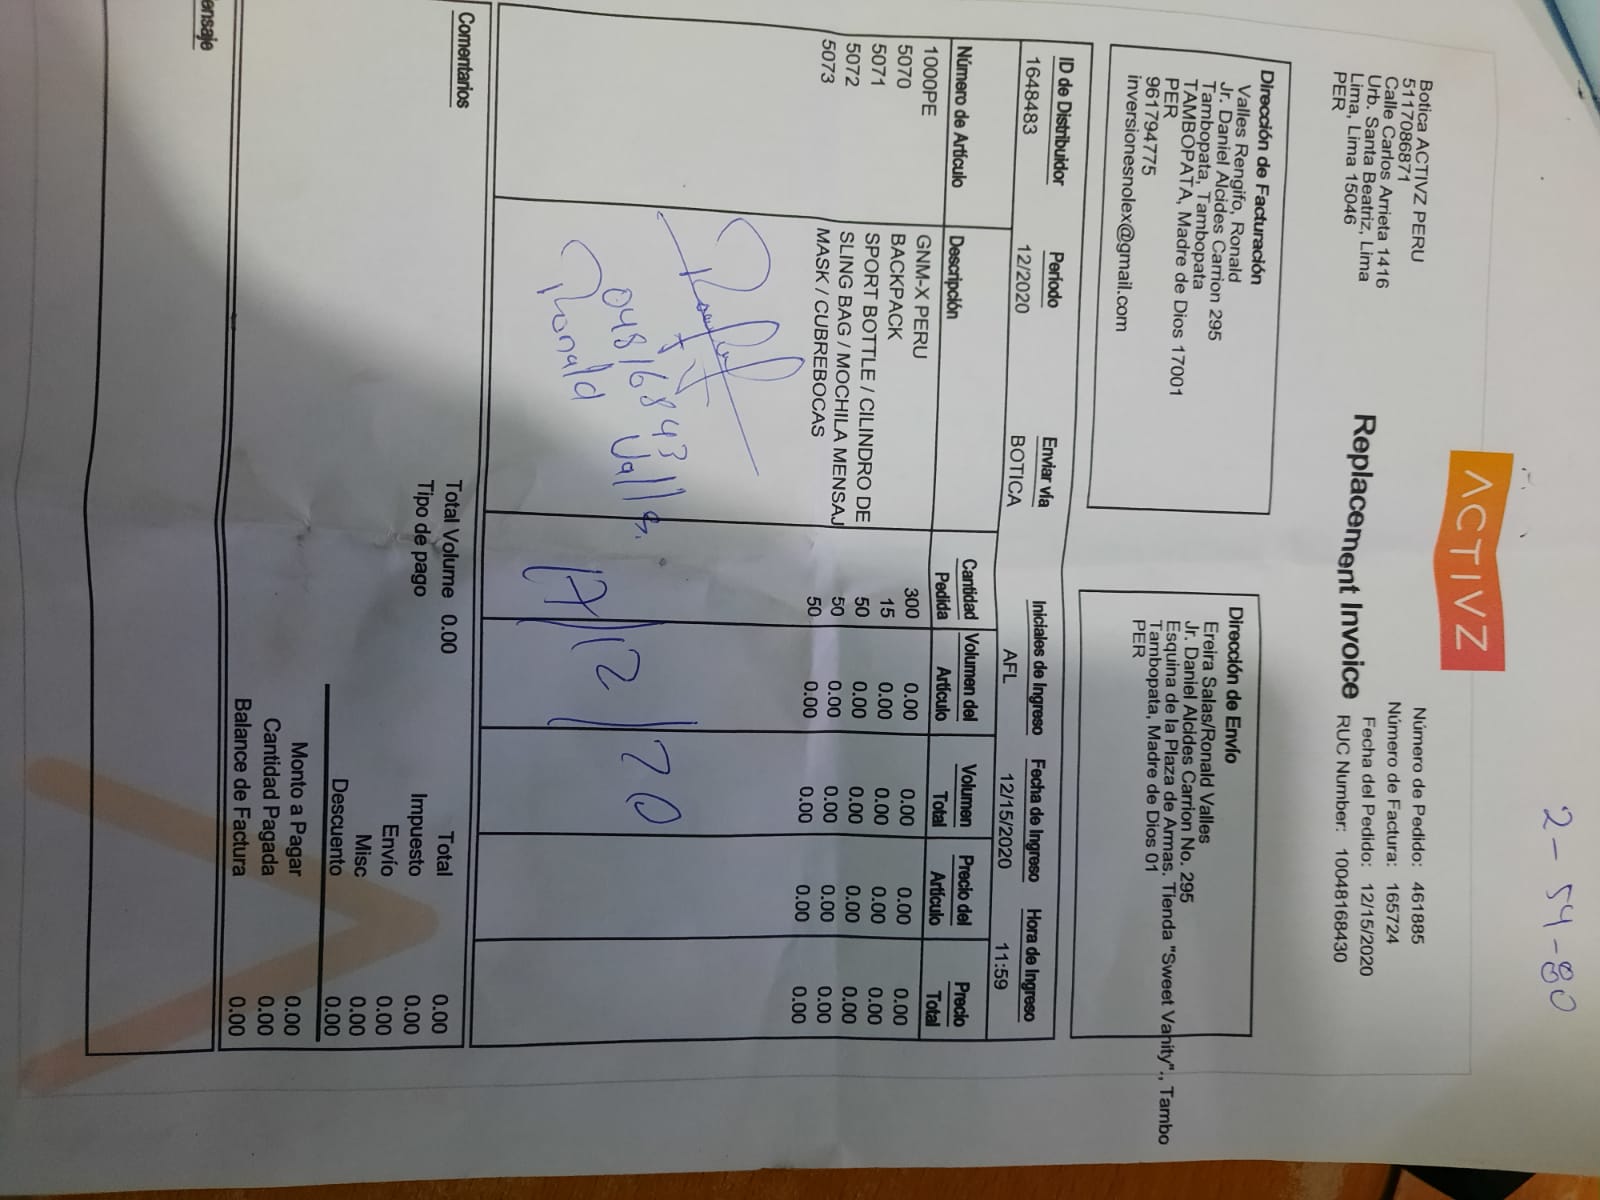 2-54-80
ACTIVZ
Botica ACTIVZ PERU
5117086871
Calle Carlos Arrieta 1416
Urb. Santa Beatriz, Lima
Lima, Lima 15046
PER
Replacement Invoice
Número de Pedido: 461885
Número de Factura: 165724
Fecha del Pedido: 12/15/2020
RUC Number: 10048168430
Dirección de Facturación
Valles Rengifo, Ronald
Jr. Daniel Alcides Carrion 295
Tambopata, Tambopata
TAMBOPATA, Madre de Dios 17001
PER
961794775
inversionesnolex@gmail.com
Dirección de Envío
Ereira Salas/Ronald Valles
Jr. Daniel Alcides Carrion No. 295
Esquina de la Plaza de Armas. Tienda "Sweet Vanity"., Tambo
Tambopata, Madre de Dios 01
PER
ID de Distribuidor Período Enviar vía Iniciales de Ingreso Fecha de Ingreso Hora de Ingreso
1648483 12/2020 BOTICA AFL 12/15/2020 11:59
Número de Artículo Descripción Cantidad Pedida Volumen del Artículo Volumen Total Precio del Artículo Precio Total
1000PE GNM-X PERU 300 0.00 0.00 0.00 0.00
5070 BACKPACK 15 0.00 0.00 0.00 0.00
5071 SPORT BOTTLE / CILINDRO DE 50 0.00 0.00 0.00 0.00
5072 SLING BAG / MOCHILA MENSAJ 50 0.00 0.00 0.00 0.00
5073 MASK / CUBREBOCAS 50 0.00 0.00 0.00 0.00
Valles
Ronald
Comentarios
Total Volume 0.00
Tipo de pago
Total 0.00
Impuesto 0.00
Envío 0.00
Misc 0.00
Descuento 0.00
Monto a Pagar 0.00
Cantidad Pagada 0.00
Balance de Factura 0.00
ensaje